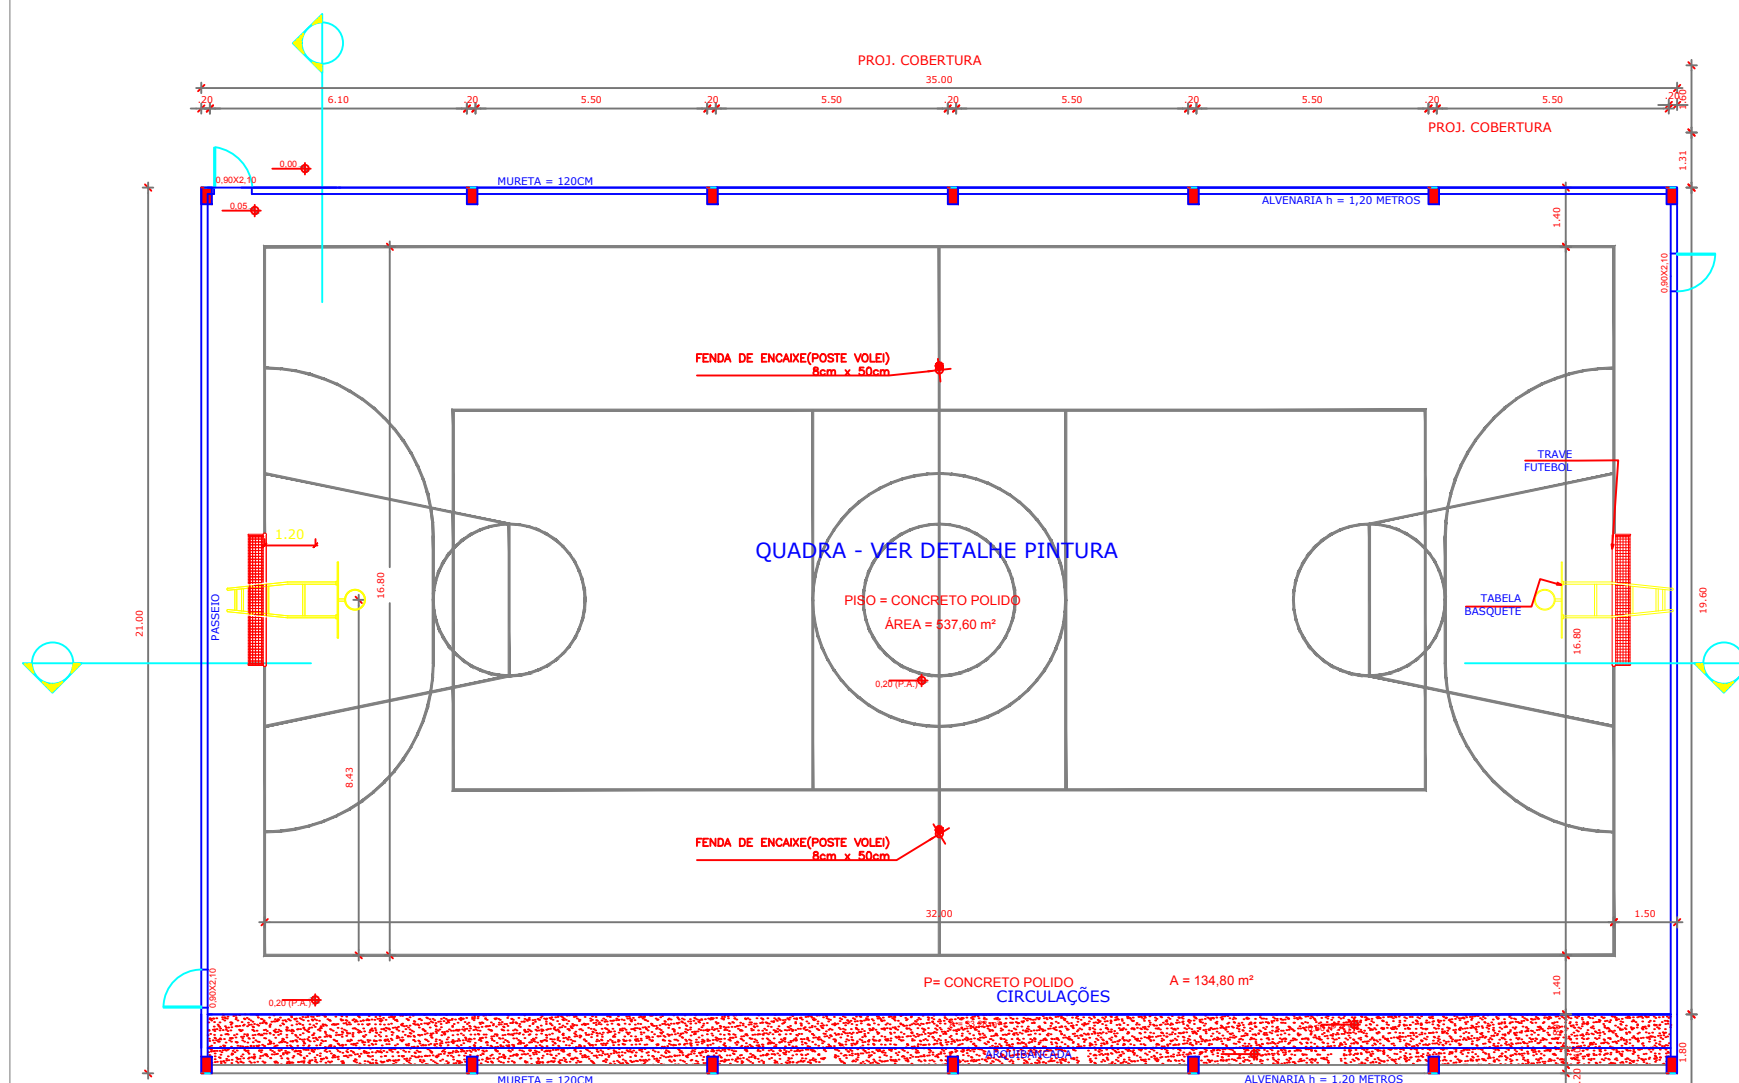 PROJ. COBERTURA
35.00
.20
6.10
.20
5.50
.20
5.50
.20
5.50
.20
5.50
.20
5.50
.20
1.60
PROJ. COBERTURA
1.31
0.00
0,90X2,10
MURETA = 120CM
ALVENARIA h = 1,20 METROS
0.05
1.40
0,90X2,10
FENDA DE ENCAIXE(POSTE VOLEI)
8cm x 50cm
TRAVE
FUTEBOL
1.20
QUADRA - VER DETALHE PINTURA
16.80
PISO = CONCRETO POLIDO
TABELA
BASQUETE
19.60
21.00
PASSEIO
ÁREA = 537,60 m²
16.80
0,20 (P.A.)
8.43
FENDA DE ENCAIXE(POSTE VOLEI)
8cm x 50cm
32.00
1.50
0,90X2,10
P= CONCRETO POLIDO
A = 134,80 m²
1.40
CIRCULAÇÕES
0,20 (P.A.)
ARQUIBANCADA
1.80
.20
MURETA = 120CM
ALVENARIA h = 1,20 METROS